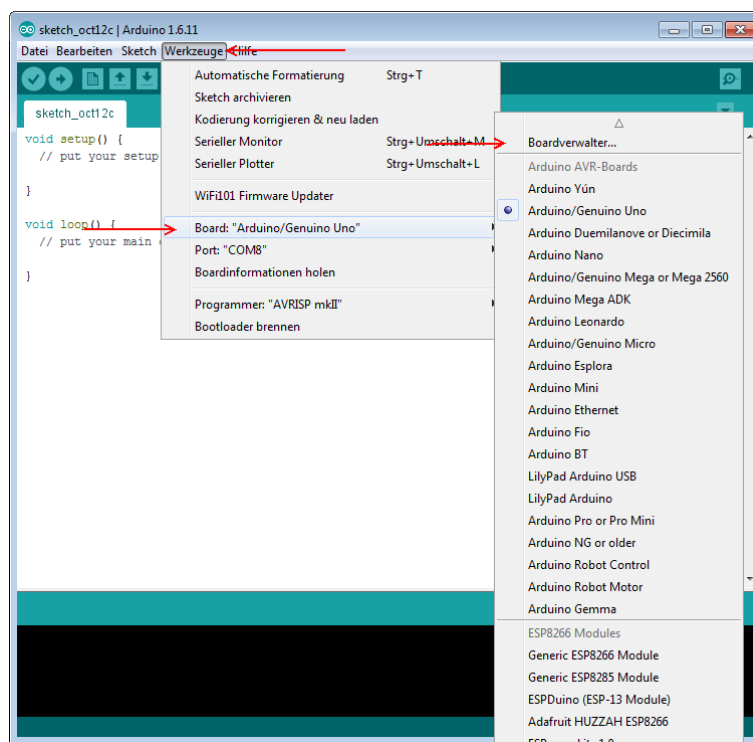 sketch_oct12c | Arduino 1.6.11
Datei Bearbeiten Sketch Werkzeuge Hilfe
sketch_oct12c
void setup() {
// put your setup
}
void loop() {
// put your main
}
Automatische Formatierung Strg+T
Sketch archivieren
Kodierung korrigieren & neu laden
Serieller Monitor Strg+Umschalt+M
Serieller Plotter Strg+Umschalt+L
WiFi101 Firmware Updater
Board: "Arduino/Genuino Uno"
Port: "COM8"
Boardinformationen holen
Programmer: "AVRISP mkII"
Bootloader brennen
Boardverwalter...
Arduino AVR-Boards
Arduino Yún
Arduino/Genuino Uno
Arduino Duemilanove or Diecimila
Arduino Nano
Arduino/Genuino Mega or Mega 2560
Arduino Mega ADK
Arduino Leonardo
Arduino/Genuino Micro
Arduino Esplora
Arduino Mini
Arduino Ethernet
Arduino Fio
Arduino BT
LilyPad Arduino USB
LilyPad Arduino
Arduino Pro or Pro Mini
Arduino NG or older
Arduino Robot Control
Arduino Robot Motor
Arduino Gemma
ESP8266 Modules
Generic ESP8266 Module
Generic ESP8285 Module
ESPDuino (ESP-13 Module)
Adafruit HUZZAH ESP8266